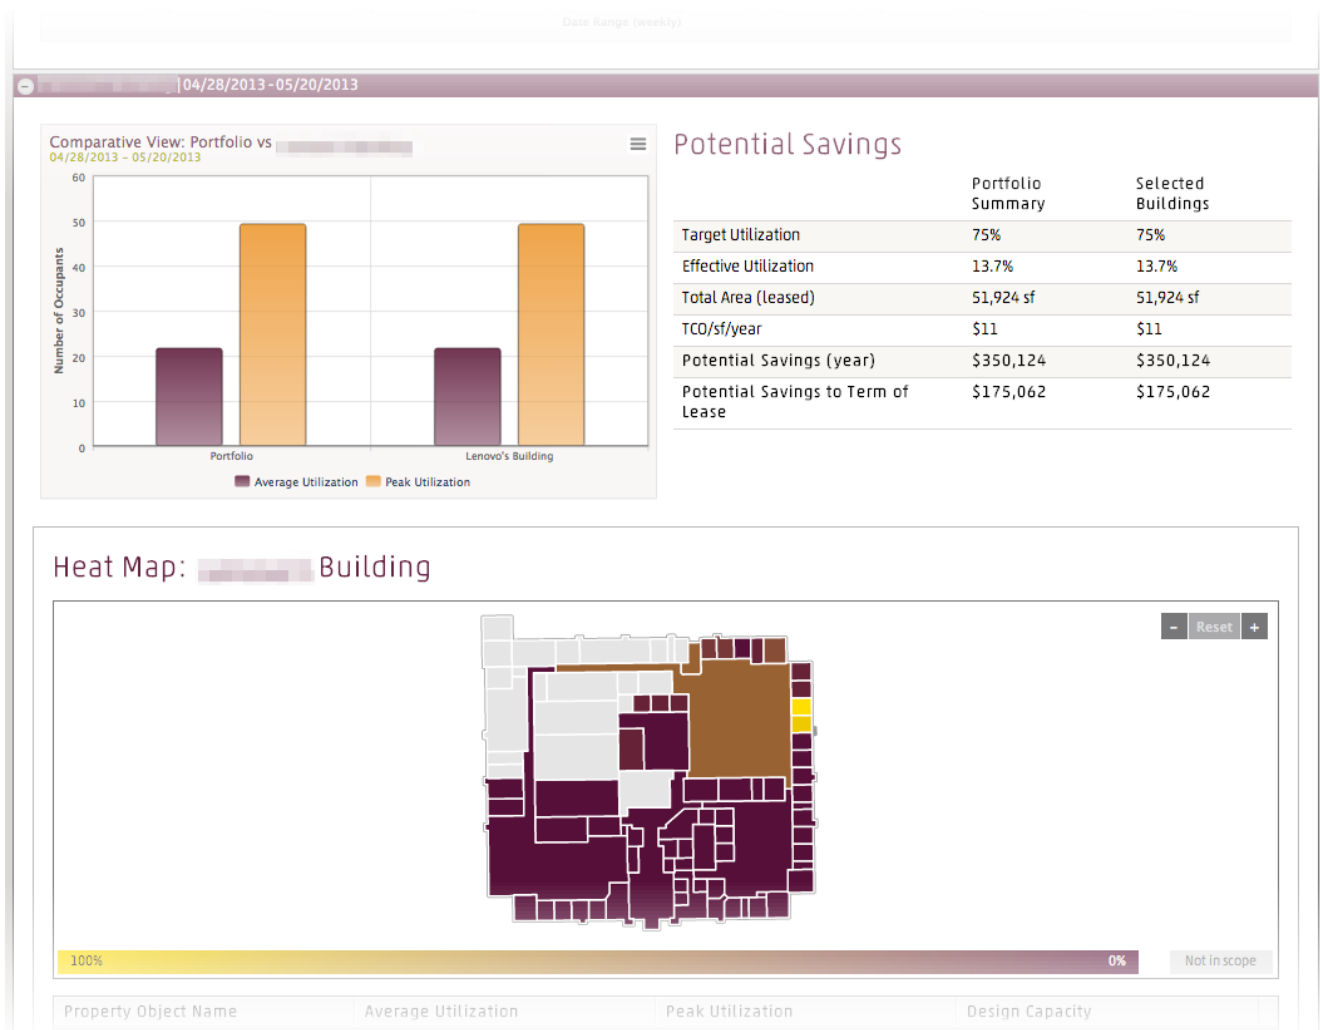 Date Range (weekly)
| 04/28/2013 - 05/20/2013
Comparative View: Portfolio vs
04/28/2013 - 05/20/2013
60
50
40
30
20
10
0
Number of Occupants
Portfolio
Lenovo's Building
Average Utilization
Peak Utilization
Potential Savings
Portfolio Selected
Summary Buildings
Target Utilization 75% 75%
Effective Utilization 13.7% 13.7%
Total Area (leased) 51,924 sf 51,924 sf
TCO/sf/year $11 $11
Potential Savings (year) $350,124 $350,124
Potential Savings to Term of $175,062 $175,062
Lease
Heat Map: Building
- Reset +
100% 0% Not in scope
Property Object Name Average Utilization Peak Utilization Design Capacity